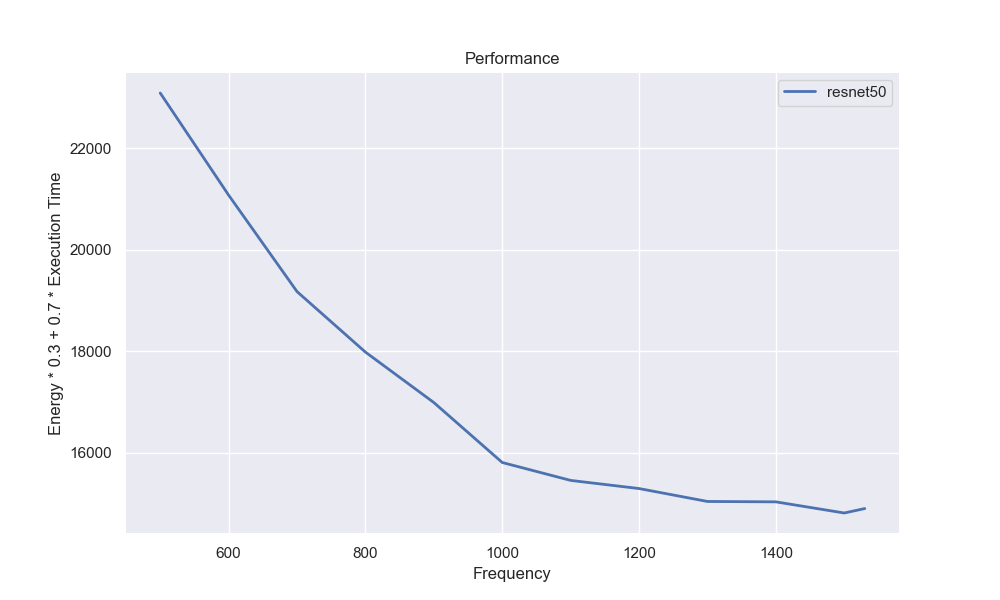 Performance
resnet50
Energy * 0.3 + 0.7 * Execution Time
22000
20000
18000
16000
600 800 1000 1200 1400
Frequency